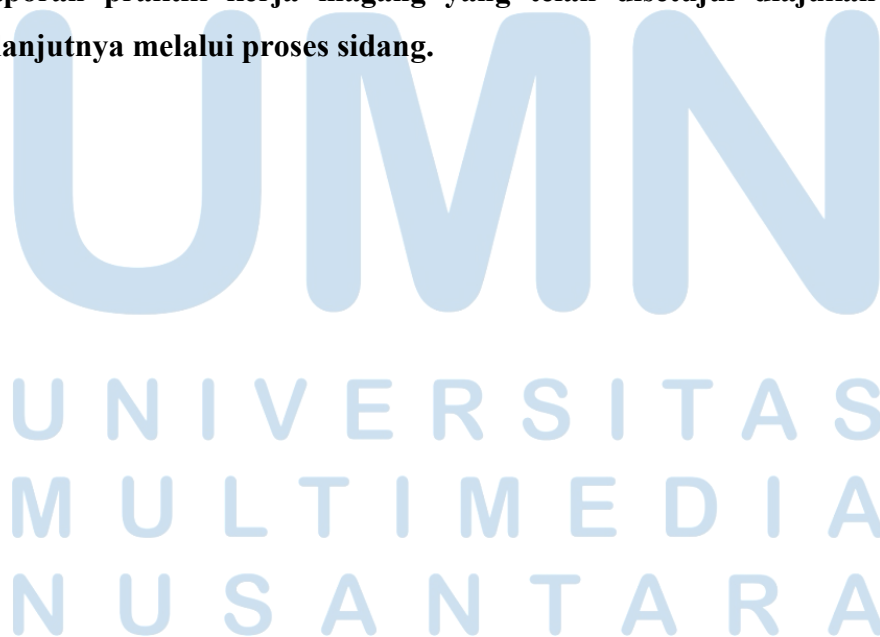 poran praktik kerja magang yang telah disetujui diajukan
anjutnya melalui proses sidang.
UMN
UNIVERSITAS
MULTIMEDIA
NUSANTARA